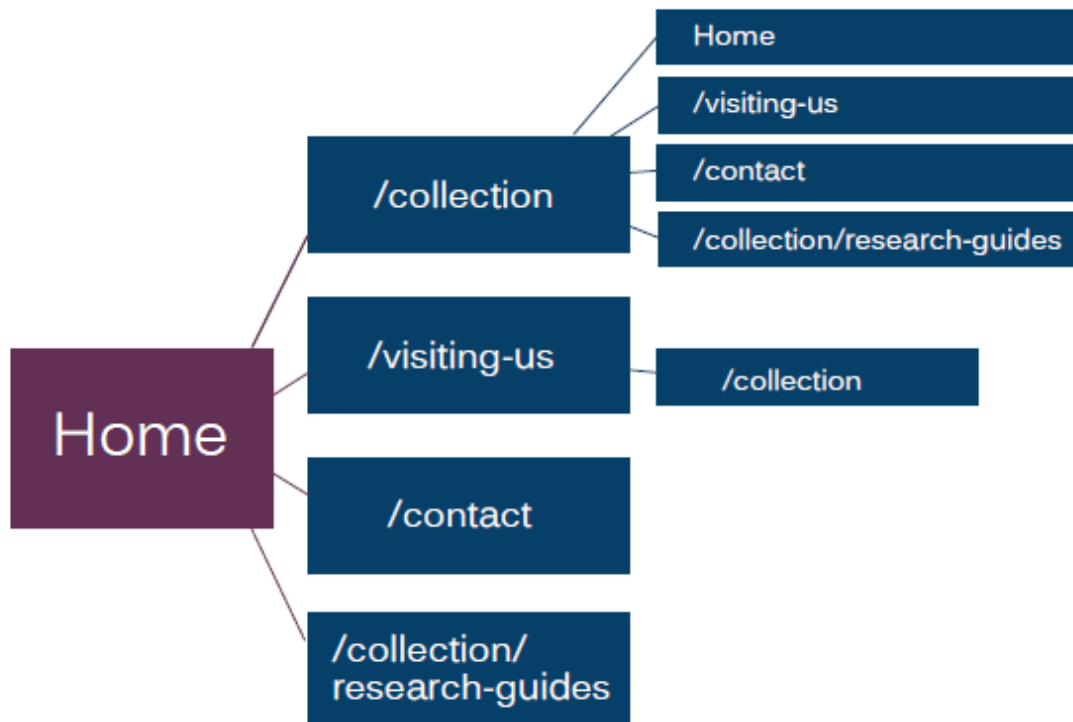 Home
/collection
Home
/visiting-us
/contact
/collection/research-guides
/visiting-us
/collection
/contact
/collection/
research-guides